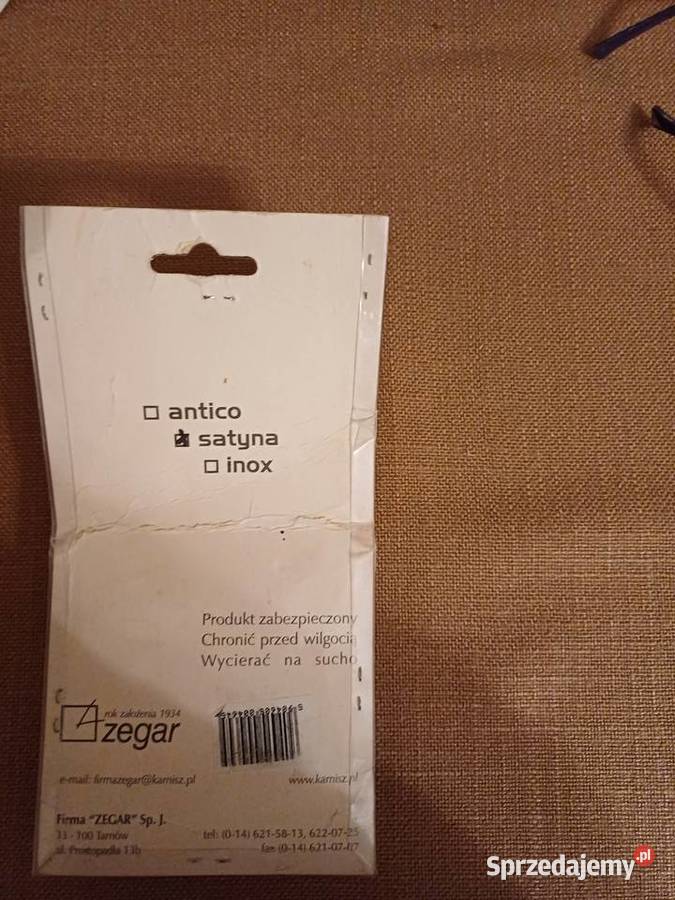 antico
satyna
inox
Produkt zabezpieczony
Chronić przed wilgocią
Wycierać na sucho
rok założenia 1934
zegar
e-mail: firmazegar@karnisz.pl
www.karnisz.pl
Firma "ZEGAR" Sp. J.
33 - 100 Tarnów
tel: (0-14) 621-58-13, 622-07-25
ul. Prostopadła 13b
fax (0-14) 621-07-07
Sprzedajemy.pl